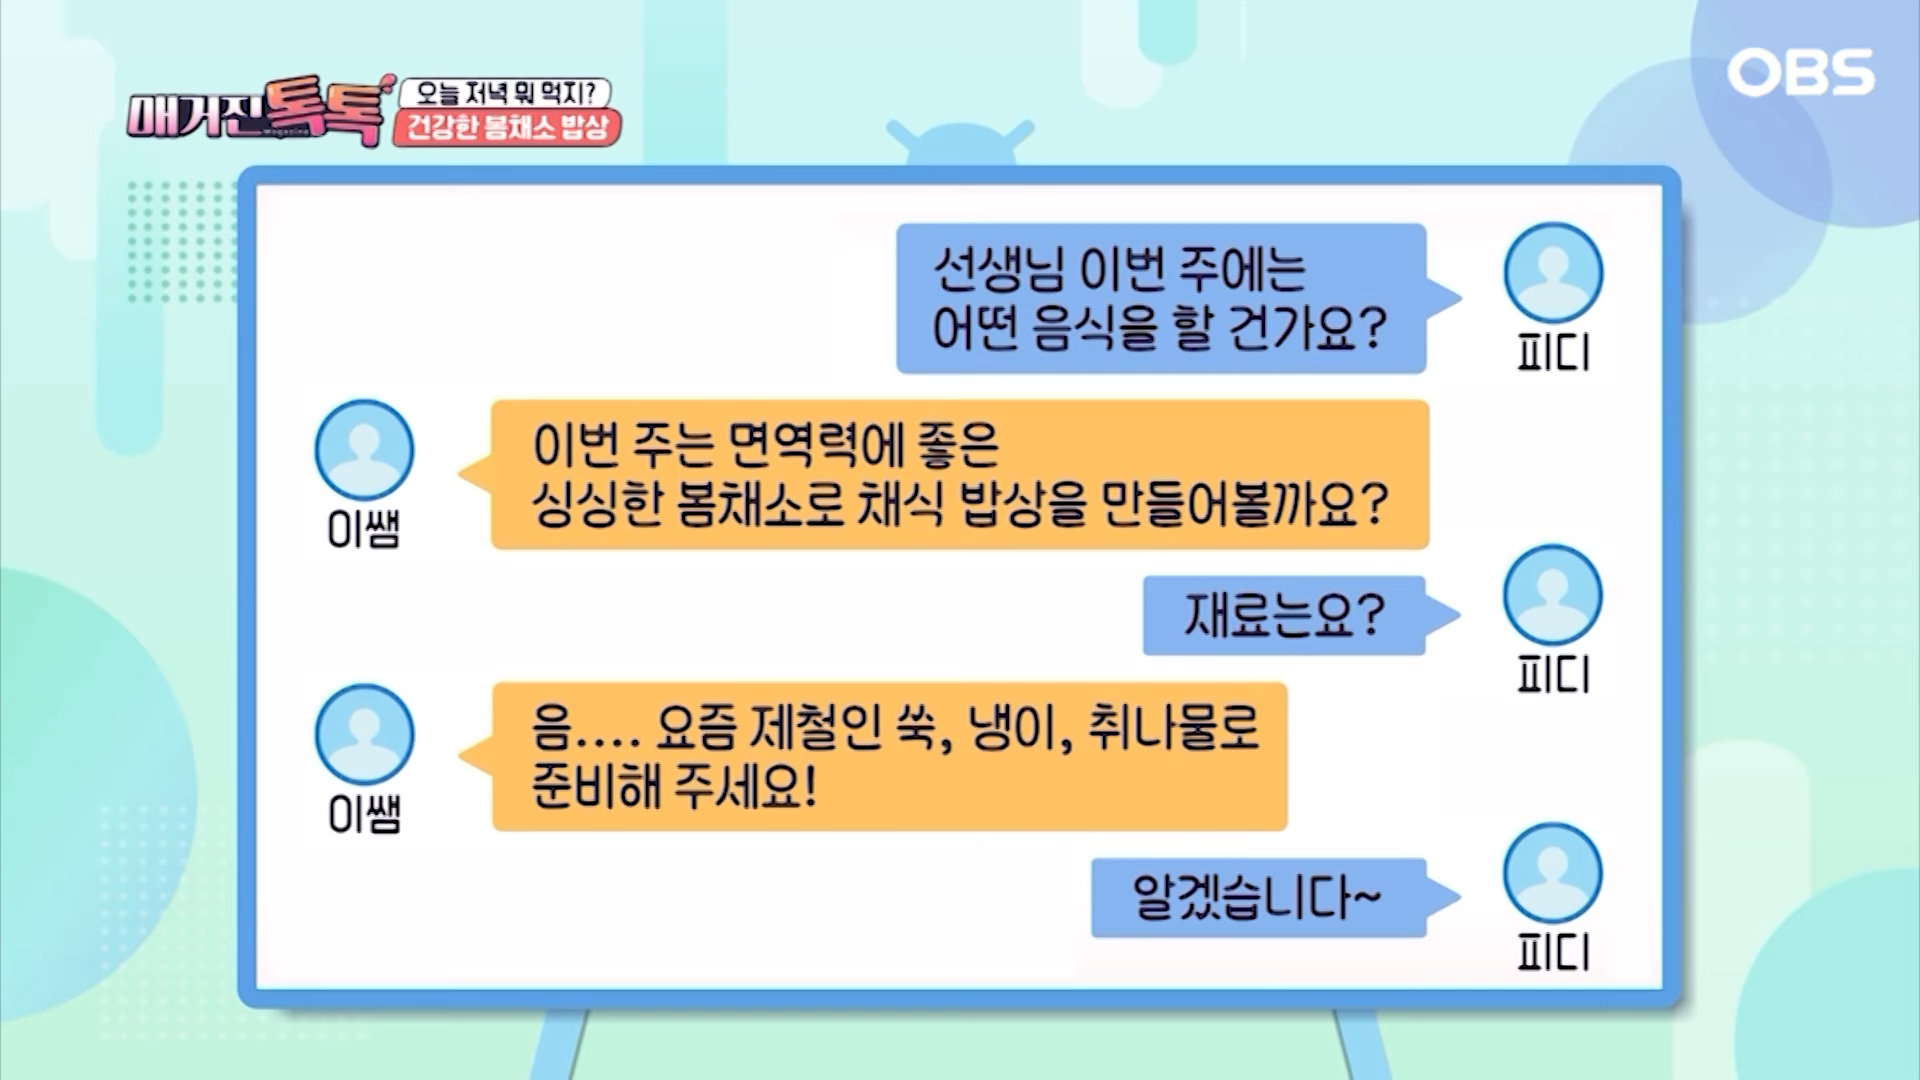 매거진톡톡
Magazine
오늘 저녁 뭐 먹지?
건강한 봄채소 밥상
OBS
선생님 이번 주에는
어떤 음식을 할 건가요?
피디
이번 주는 면역력에 좋은
싱싱한 봄채소로 채식 밥상을 만들어볼까요?
이쌤
재료는요?
피디
음.... 요즘 제철인 쑥, 냉이, 취나물로
준비해 주세요!
이쌤
알겠습니다~
피디